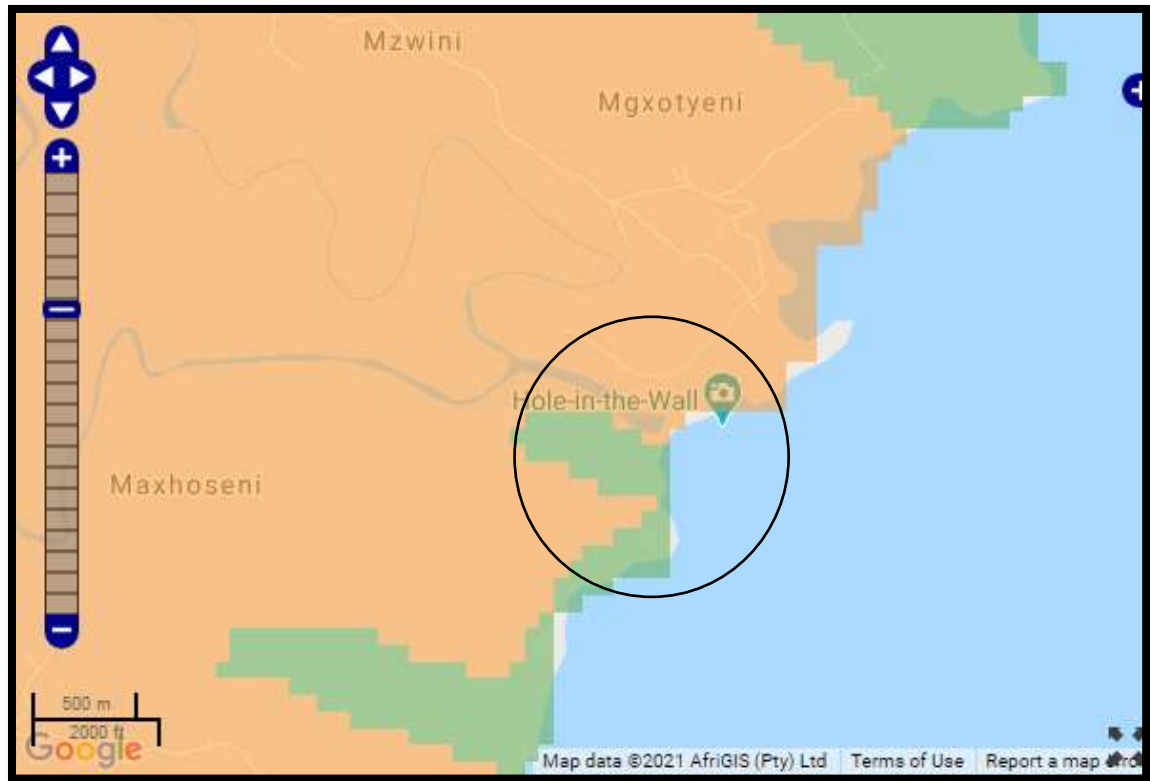 Mzwini
Mgxotyeni
Hole-in-the-Wall
Maxhoseni
500 m
2000 ft
Google
Map data ©2021 AfriGIS (Pty) Ltd Terms of Use Report a map